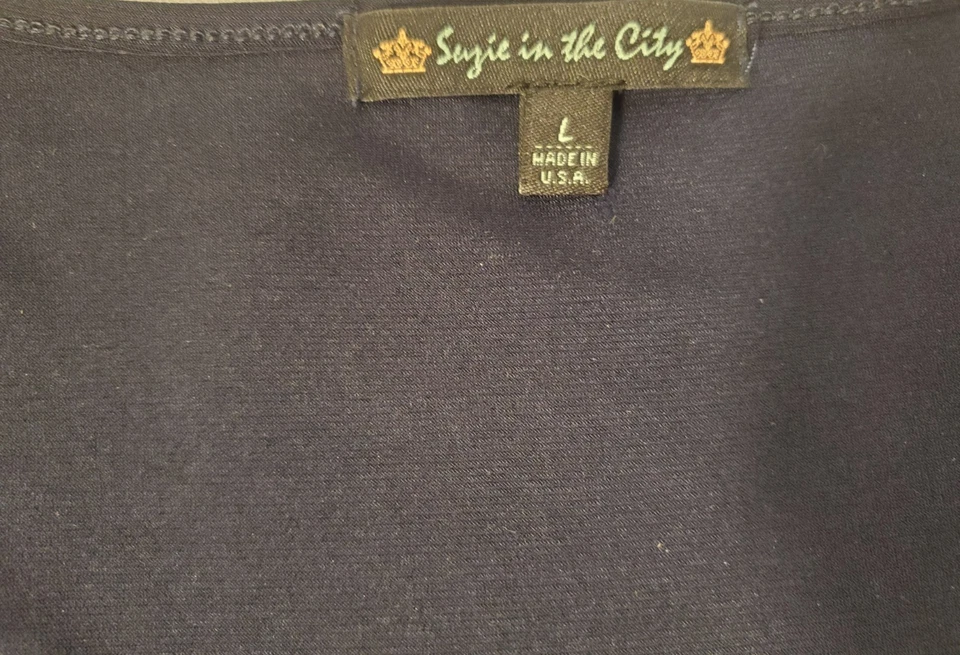 Suzie in the City
L
MADE IN
U.S.A.